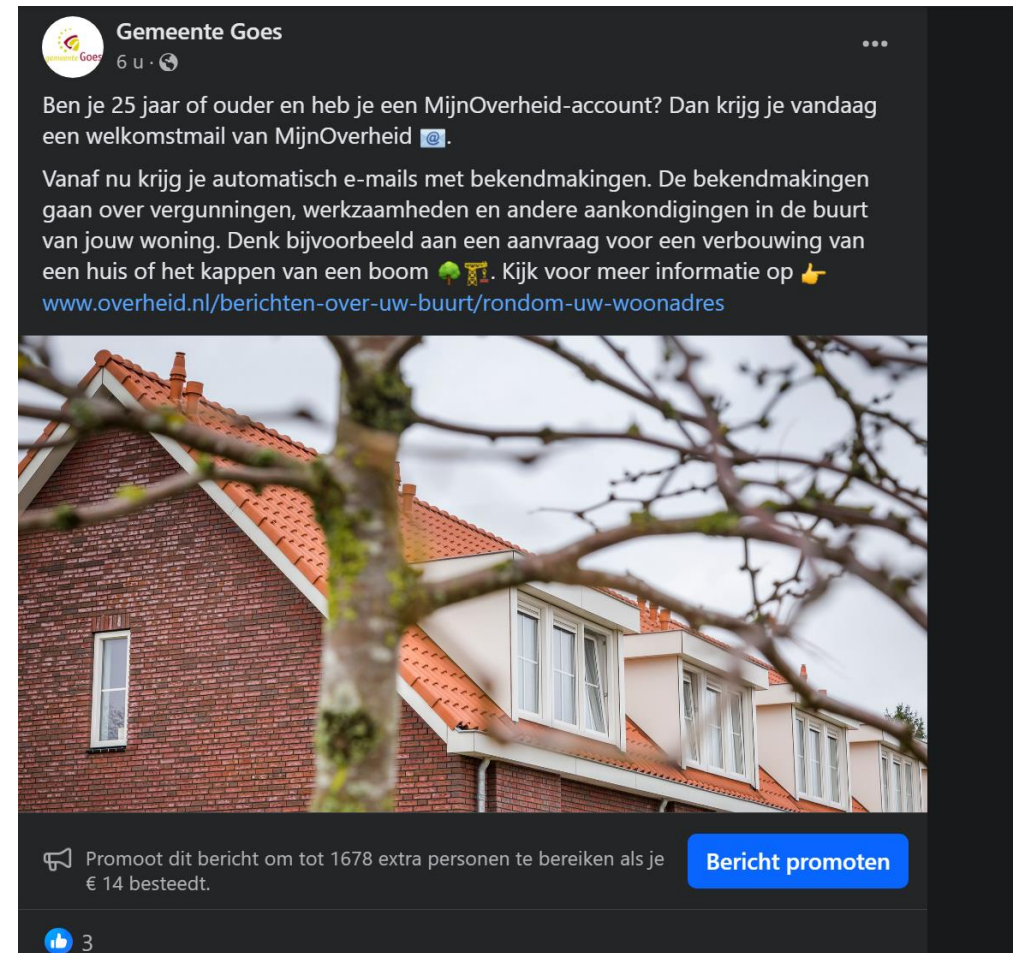 Gemeente Goes
gemeente Goes
6 u ·
Ben je 25 jaar of ouder en heb je een MijnOverheid-account? Dan krijg je vandaag
een welkomstmail van MijnOverheid 📧.
Vanaf nu krijg je automatisch e-mails met bekendmakingen. De bekendmakingen
gaan over vergunningen, werkzaamheden en andere aankondigingen in de buurt
van jouw woning. Denk bijvoorbeeld aan een aanvraag voor een verbouwing van
een huis of het kappen van een boom 🌳🏗️. Kijk voor meer informatie op 👉
www.overheid.nl/berichten-over-uw-buurt/rondom-uw-woonadres
Promoot dit bericht om tot 1678 extra personen te bereiken als je
€ 14 besteedt.
Bericht promoten
3